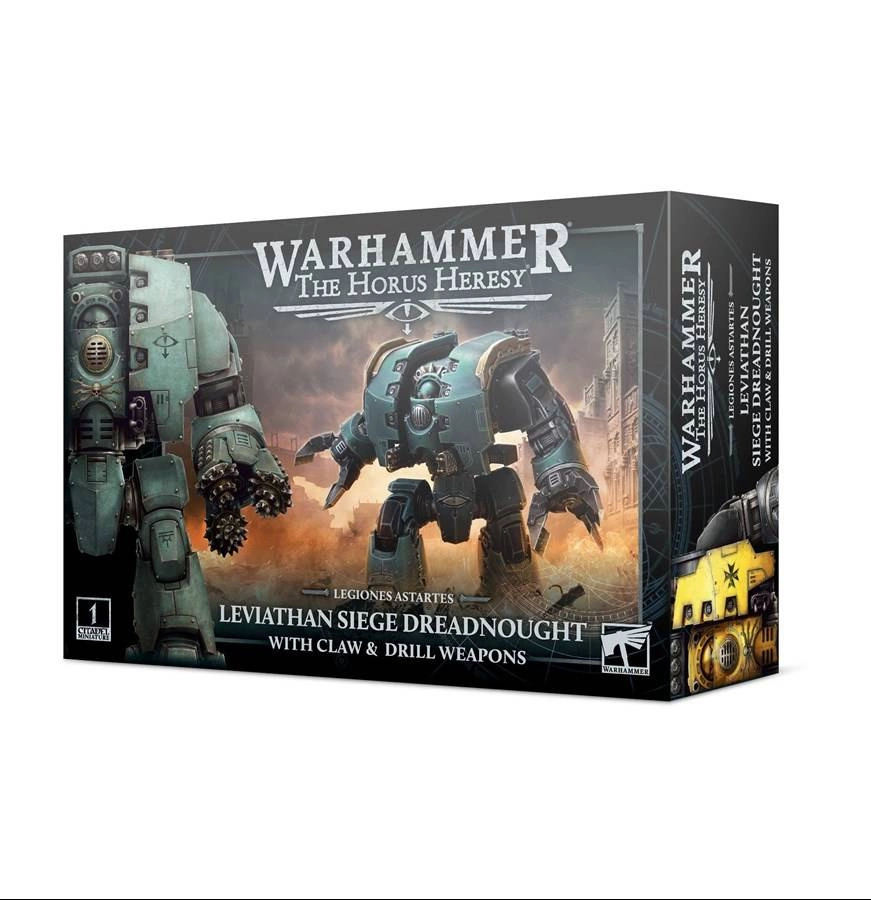 WARHAMMER
THE HORUS HERESY
LEGIONES ASTARTES
LEVIATHAN SIEGE DREADNOUGHT
WITH CLAW & DRILL WEAPONS
1
CITADEL
MINIATURE
WARHAMMER
WARHAMMER
THE HORUS HERESY
LEGIONES ASTARTES
LEVIATHAN
SIEGE DREADNOUGHT
WITH CLAW & DRILL WEAPONS